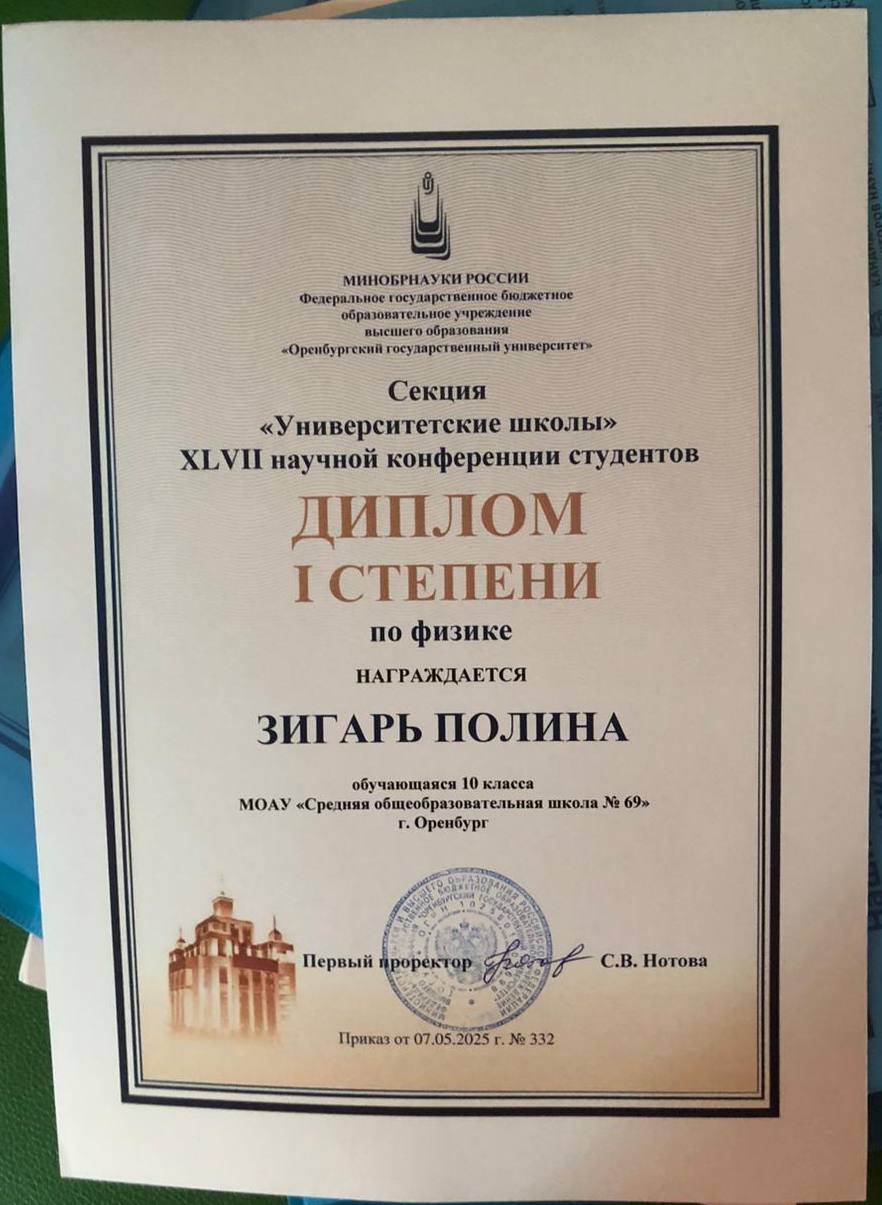 МИНОБРНАУКИ РОССИИ
Федеральное государственное бюджетное
образовательное учреждение
высшего образования
«Оренбургский государственный университет»
Секция
«Университетские школы»
XLVII научной конференции студентов
ДИПЛОМ
I СТЕПЕНИ
по физике
НАГРАЖДАЕТСЯ
ЗИГАРЬ ПОЛИНА
обучающаяся 10 класса
МОАУ «Средняя общеобразовательная школа № 69»
г. Оренбург
Первый проректор
С.В. Нотова
Приказ от 07.05.2025 г. № 332